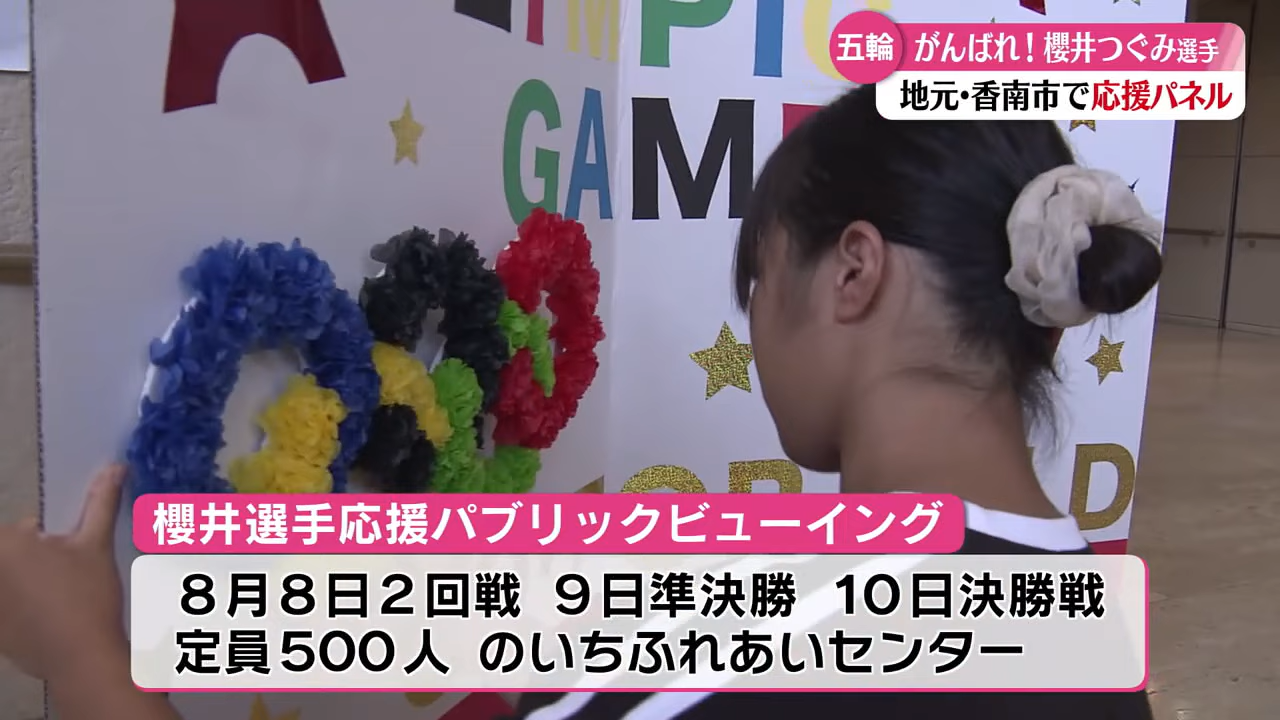 五輪 がんばれ!櫻井つぐみ選手
地元・香南市で応援パネル
GAM
櫻井選手応援パブリックビューイング
8月8日2回戦 9日準決勝 10日決勝戦
定員500人 のいちふれあいセンター